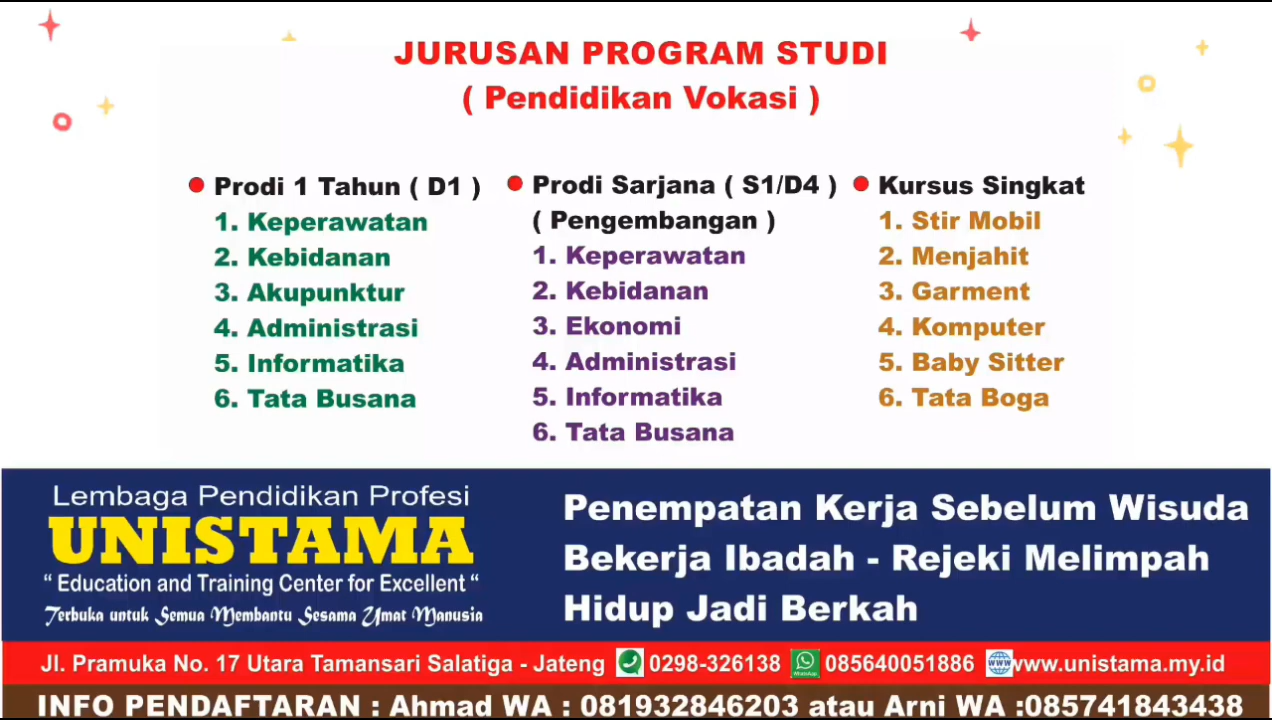 JURUSAN PROGRAM STUDI
( Pendidikan Vokasi )
Prodi 1 Tahun ( D1 )
1. Keperawatan
2. Kebidanan
3. Akupunktur
4. Administrasi
5. Informatika
6. Tata Busana
Prodi Sarjana ( S1/D4 )
( Pengembangan )
1. Keperawatan
2. Kebidanan
3. Ekonomi
4. Administrasi
5. Informatika
6. Tata Busana
Kursus Singkat
1. Stir Mobil
2. Menjahit
3. Garment
4. Komputer
5. Baby Sitter
6. Tata Boga
Lembaga Pendidikan Profesi
UNISTAMA
“ Education and Training Center for Excellent “
Terbuka untuk Semua Membantu Sesama Umat Manusia
Penempatan Kerja Sebelum Wisuda
Bekerja Ibadah - Rejeki Melimpah
Hidup Jadi Berkah
Jl. Pramuka No. 17 Utara Tamansari Salatiga - Jateng 0298-326138 WhatsApp 085640051886 www www.unistama.my.id
INFO PENDAFTARAN : Ahmad WA : 081932846203 atau Arni WA :085741843438